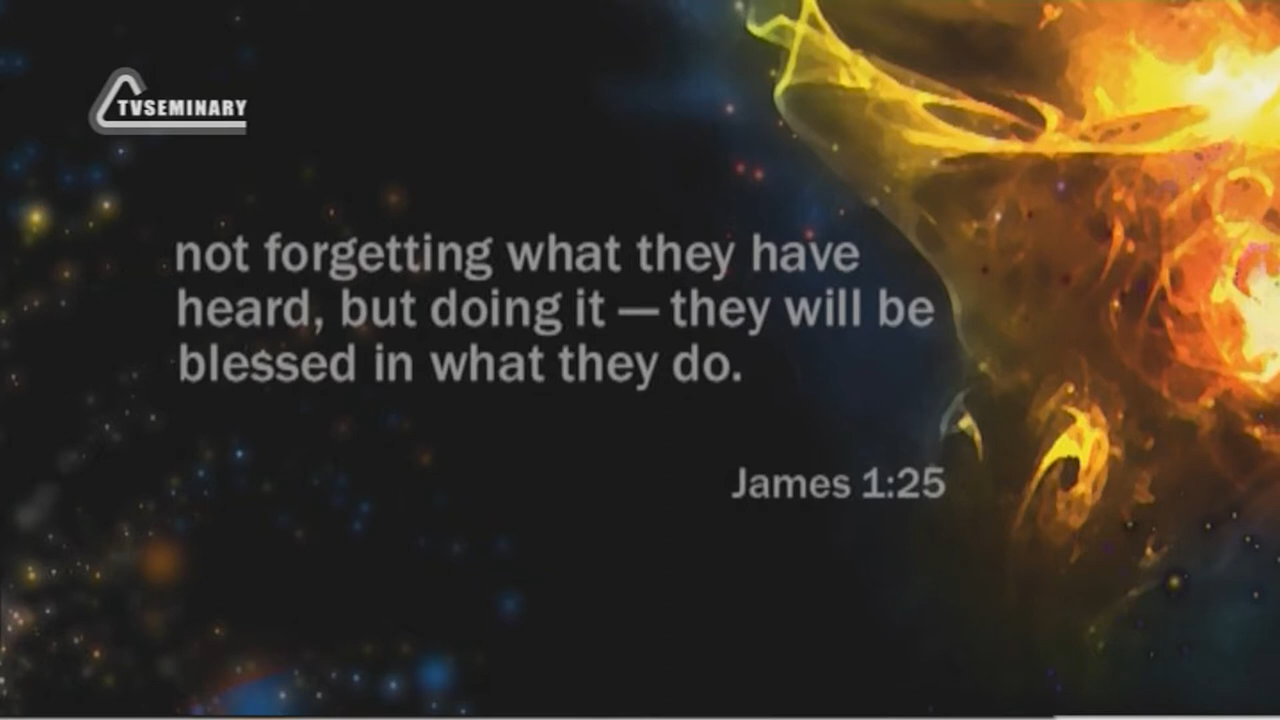 TVSEMINARY
not forgetting what they have
heard, but doing it — they will be
blessed in what they do.
James 1:25